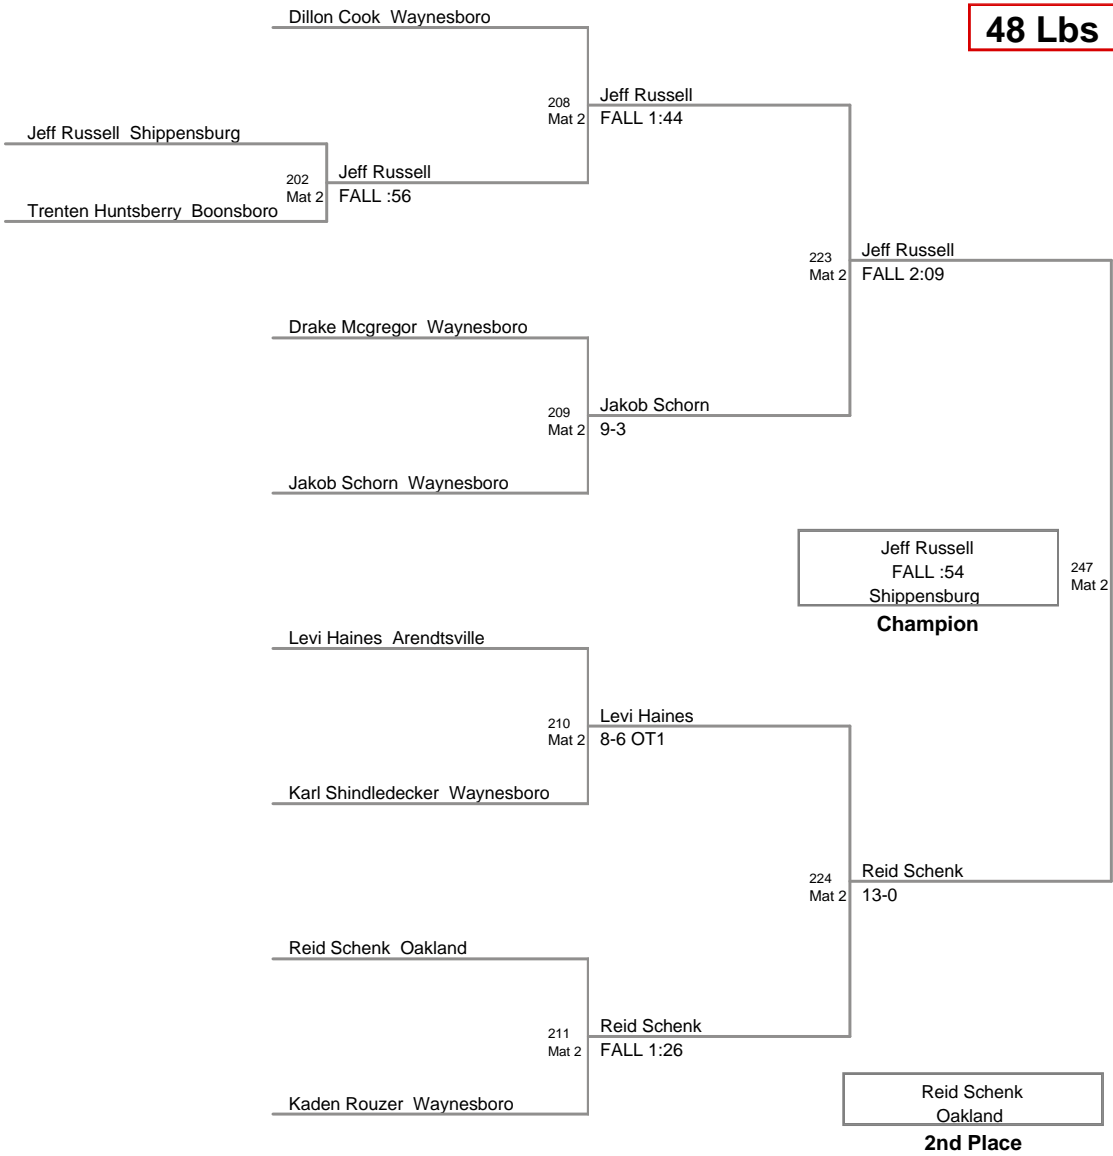 Dillon Cook  Waynesboro
48 Lbs
208
Mat 2
Jeff Russell
FALL 1:44
Jeff Russell  Shippensburg
202
Mat 2
Jeff Russell
FALL :56
Trenten Huntsberry  Boonsboro
223
Mat 2
Jeff Russell
FALL 2:09
Drake Mcgregor  Waynesboro
209
Mat 2
Jakob Schorn
9-3
Jakob Schorn  Waynesboro
Jeff Russell
FALL :54
Shippensburg
Champion
247
Mat 2
Levi Haines  Arendtsville
210
Mat 2
Levi Haines
8-6 OT1
Karl Shindledecker  Waynesboro
224
Mat 2
Reid Schenk
13-0
Reid Schenk  Oakland
211
Mat 2
Reid Schenk
FALL 1:26
Kaden Rouzer  Waynesboro
Reid Schenk
Oakland
2nd Place